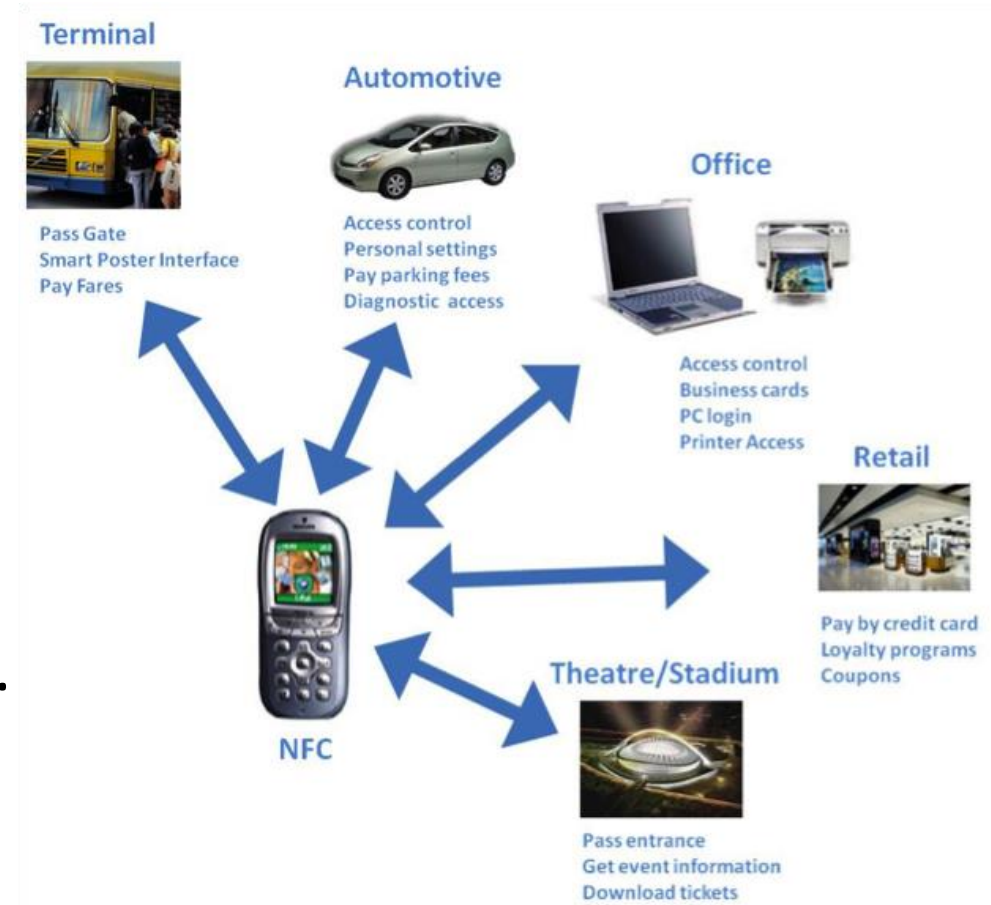 Terminal
Pass Gate
Smart Poster Interface
Pay Fares
Automotive
Access control
Personal settings
Pay parking fees
Diagnostic access
Office
Access control
Business cards
PC login
Printer Access
Retail
Pay by credit card
Loyalty programs
Coupons
Theatre/Stadium
Pass entrance
Get event information
Download tickets
NFC